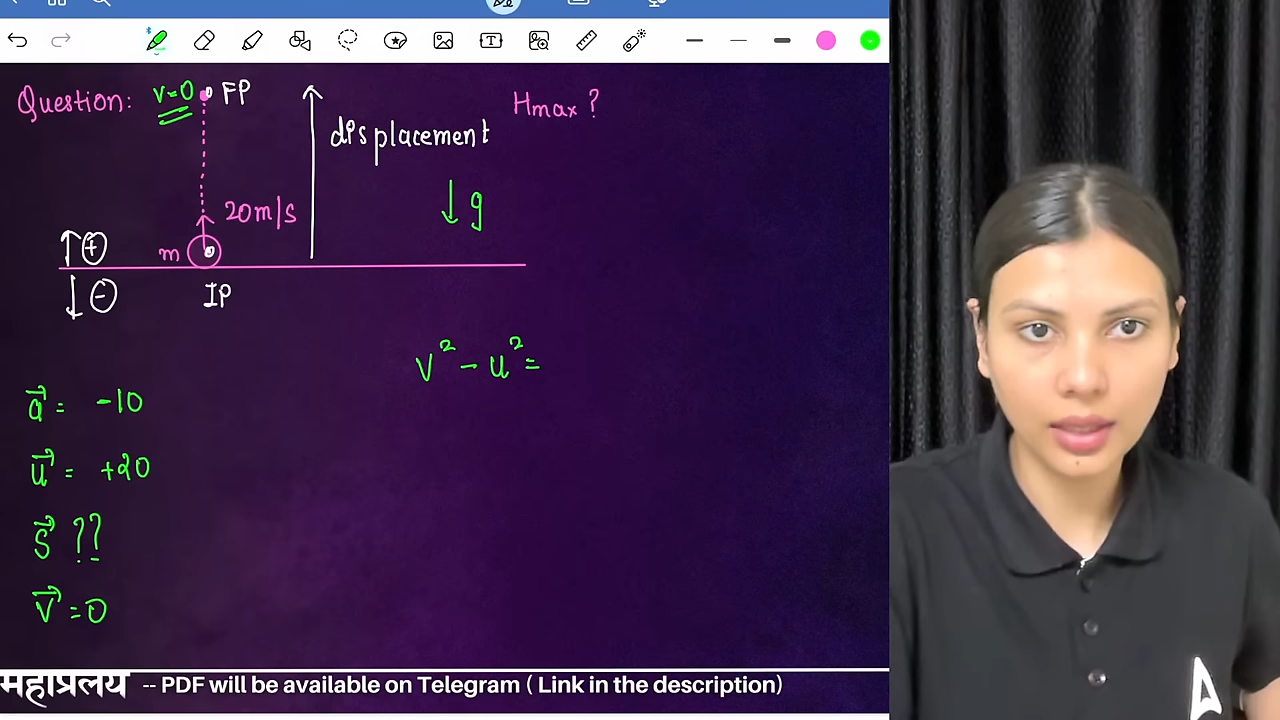 Question: v=0 FP Hmax ?
displacement
↓ g
20m/s
↑⊕ m
↓⊖ IP
v² - u² =
a⃗ = -10
u⃗ = +20
s⃗ ??
v⃗ = 0
महाप्रलय -- PDF will be available on Telegram ( Link in the description)